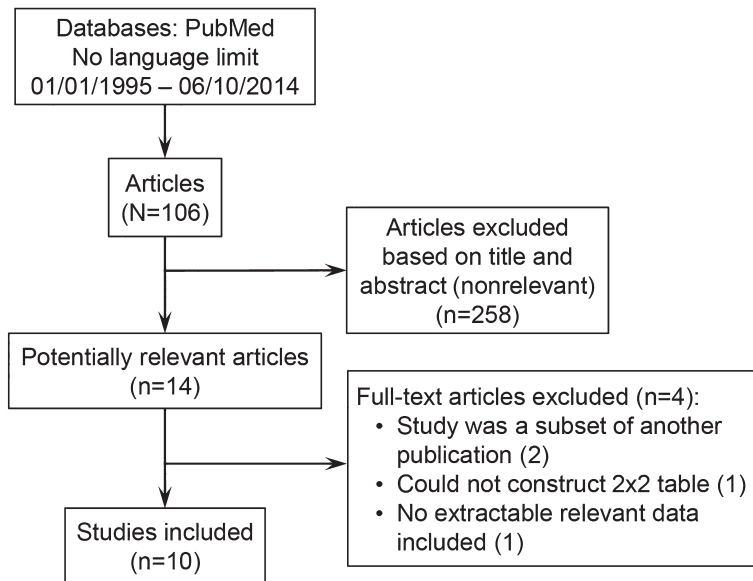 Databases: PubMed
No language limit
01/01/1995 – 06/10/2014
Articles
(N=106)
Articles excluded
based on title and
abstract (nonrelevant)
(n=258)
Potentially relevant articles
(n=14)
Full-text articles excluded (n=4):
• Study was a subset of another
publication (2)
• Could not construct 2x2 table (1)
• No extractable relevant data
included (1)
Studies included
(n=10)